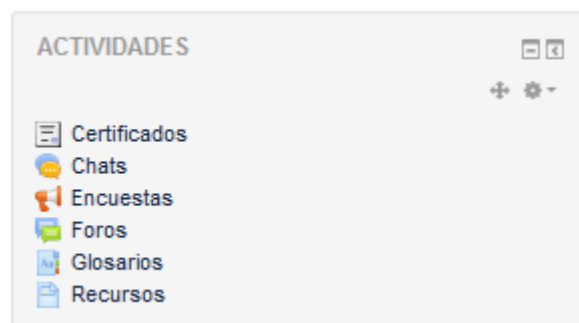 ACTIVIDADES
Certificados
Chats
Encuestas
Foros
Glosarios
Recursos